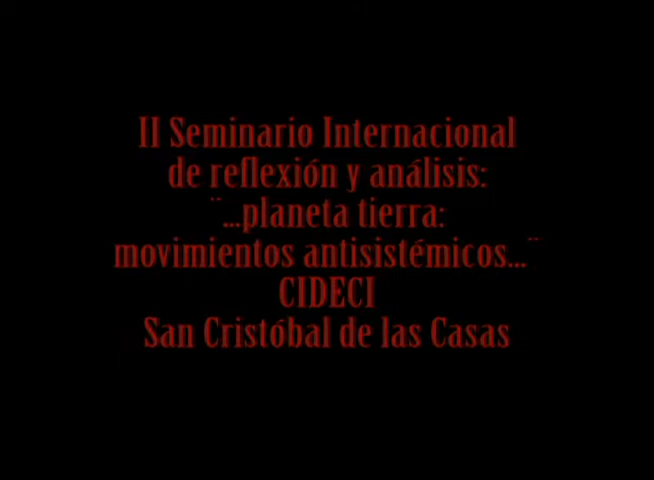 II Seminario Internacional
de reflexión y análisis:
¨...planeta tierra:
movimientos antisistémicos...¨
CIDECI
San Cristóbal de las Casas